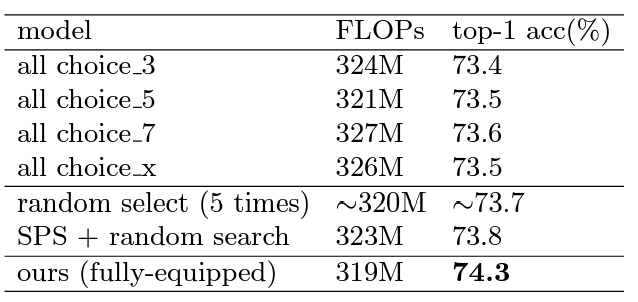 model FLOPs top-1 acc(%)
all choice_3 324M 73.4
all choice_5 321M 73.5
all choice_7 327M 73.6
all choice_x 326M 73.5
random select (5 times) ~320M ~73.7
SPS + random search 323M 73.8
ours (fully-equipped) 319M 74.3